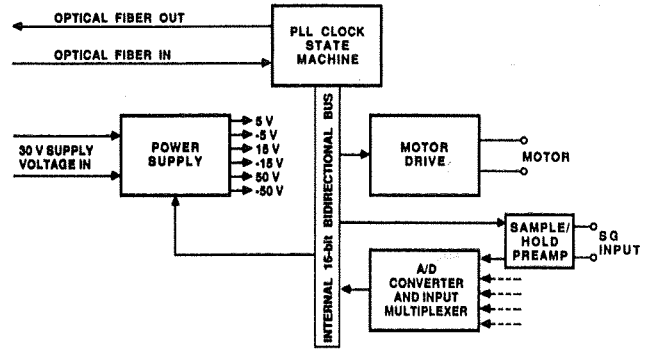 OPTICAL FIBER OUT
OPTICAL FIBER IN
PLL CLOCK
STATE
MACHINE
30 V SUPPLY
VOLTAGE IN
POWER
SUPPLY
5 V
-5 V
15 V
-15 V
50 V
-50 V
INTERNAL 16-bit BIDIRECTIONAL BUS
MOTOR
DRIVE
MOTOR
SAMPLE/
HOLD
PREAMP
SG
INPUT
A/D
CONVERTER
AND INPUT
MULTIPLEXER